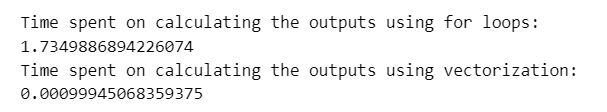 Time spent on calculating the outputs using for loops:
1.7349886894226074
Time spent on calculating the outputs using vectorization:
0.00099945068359375